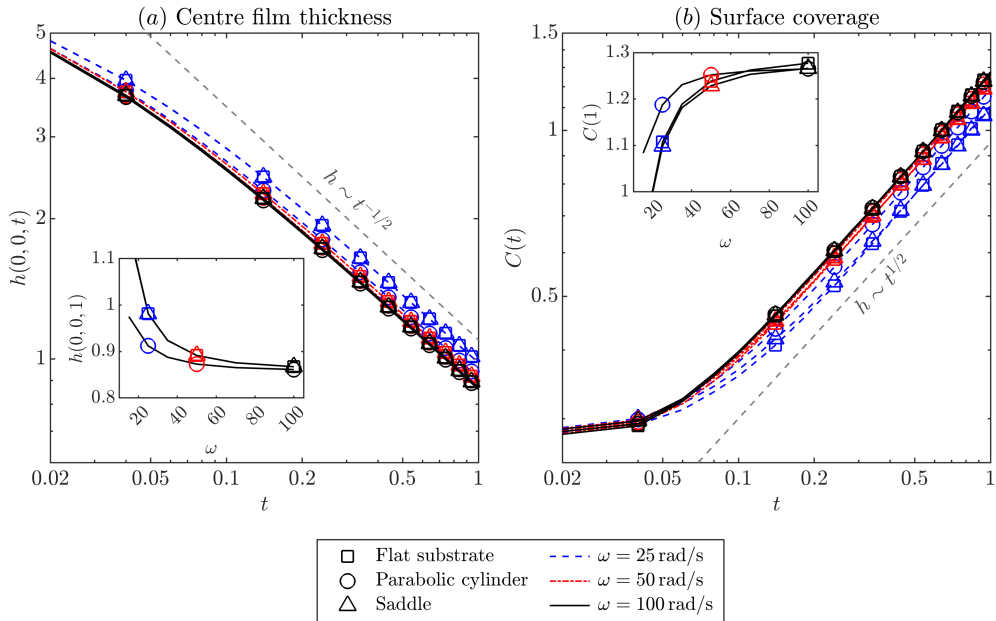 (a) Centre film thickness
5
4
3
2
1
h(0, 0, t)
0.02
0.05
0.1
0.2
0.5
1
t
h ∼ t^{−1/2}
1.1
1
0.9
0.8
h(0, 0, 1)
20
40
60
80
100
ω
(b) Surface coverage
1.5
1
0.5
C(t)
0.02
0.05
0.1
0.2
0.5
1
t
h ∼ t^{1/2}
1.3
1.2
1.1
1
C(1)
20
40
60
80
100
ω
Flat substrate
Parabolic cylinder
Saddle
ω = 25 rad/s
ω = 50 rad/s
ω = 100 rad/s